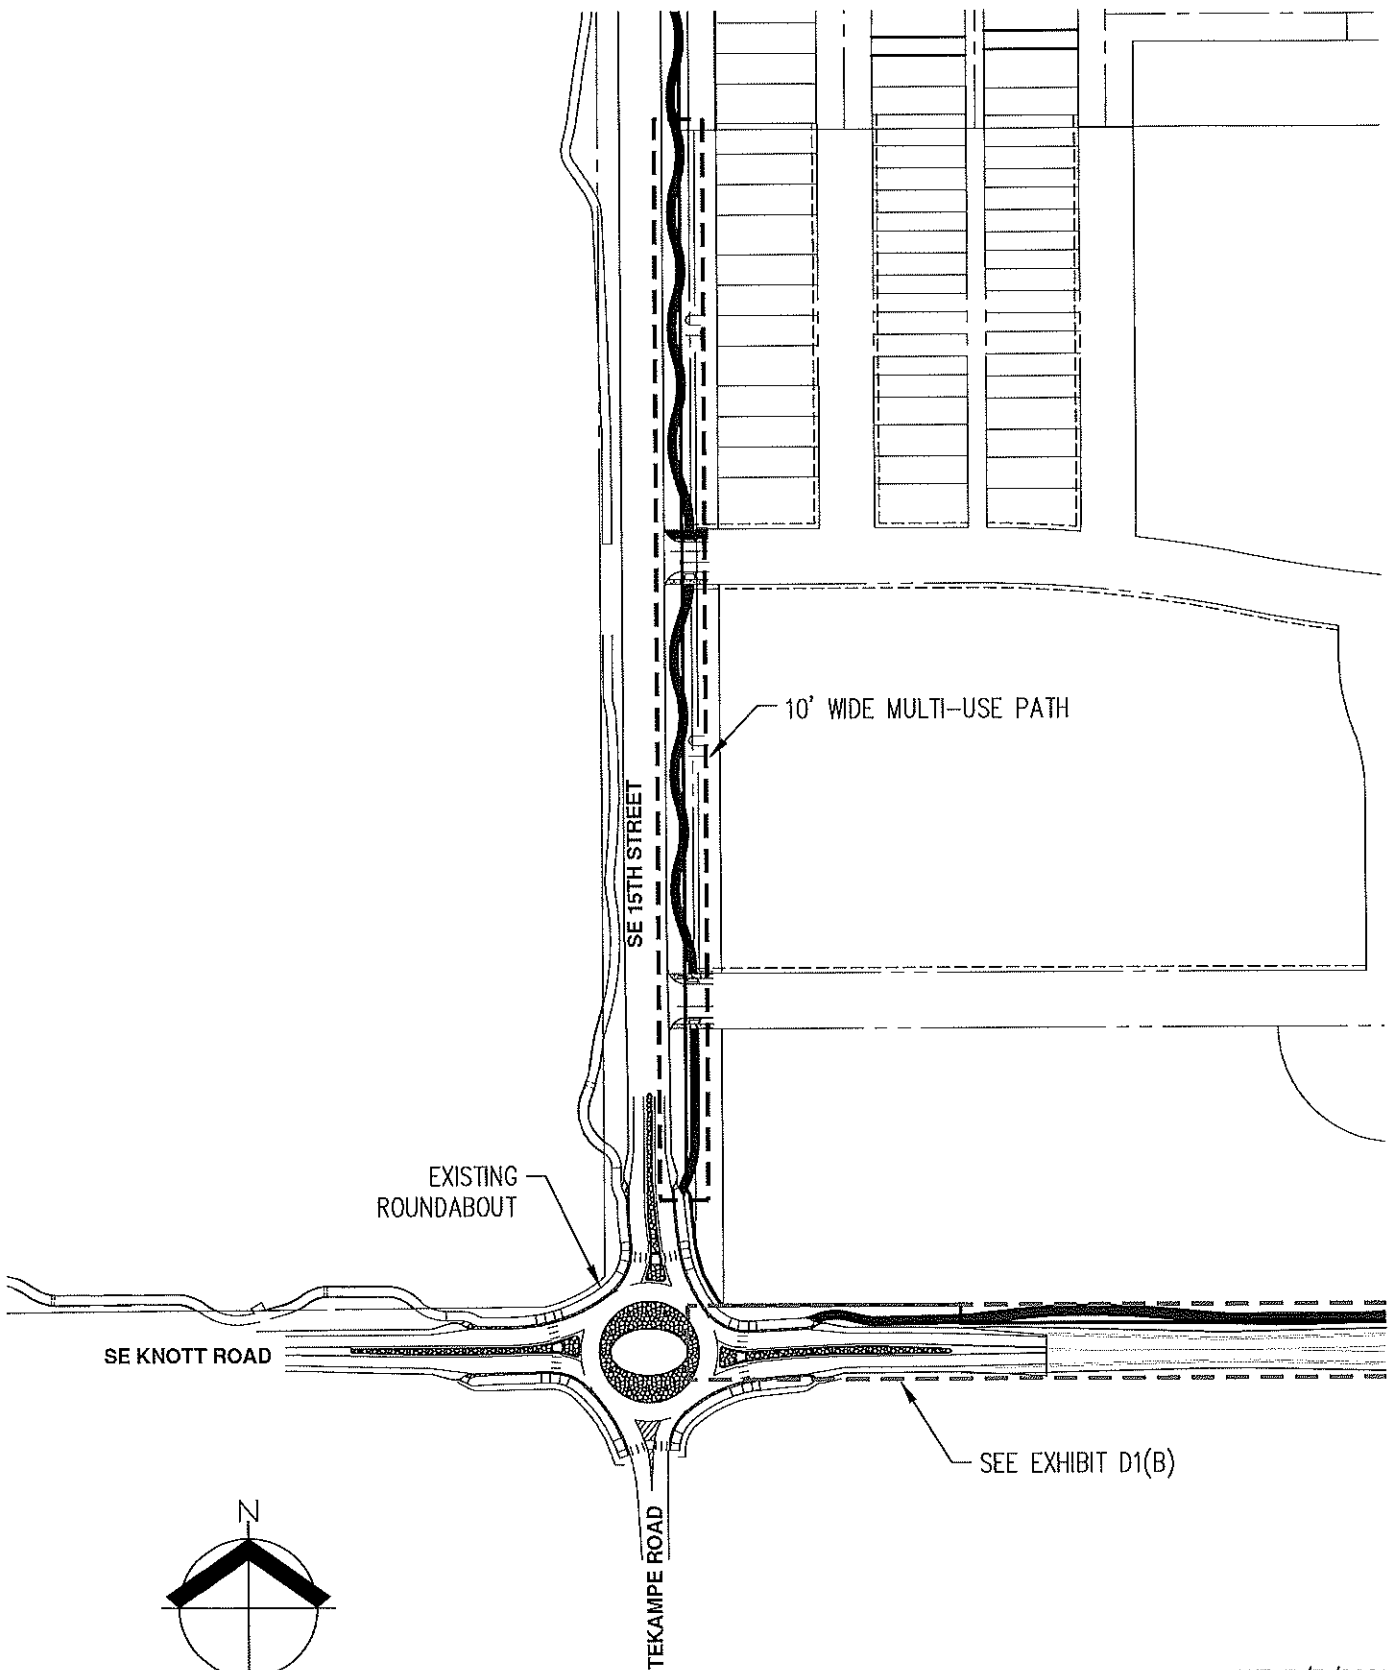 10' WIDE MULTI-USE PATH
SE 15TH STREET
EXISTING
ROUNDABOUT
SE KNOTT ROAD
SEE EXHIBIT D1(B)
N
TEKAMPE ROAD